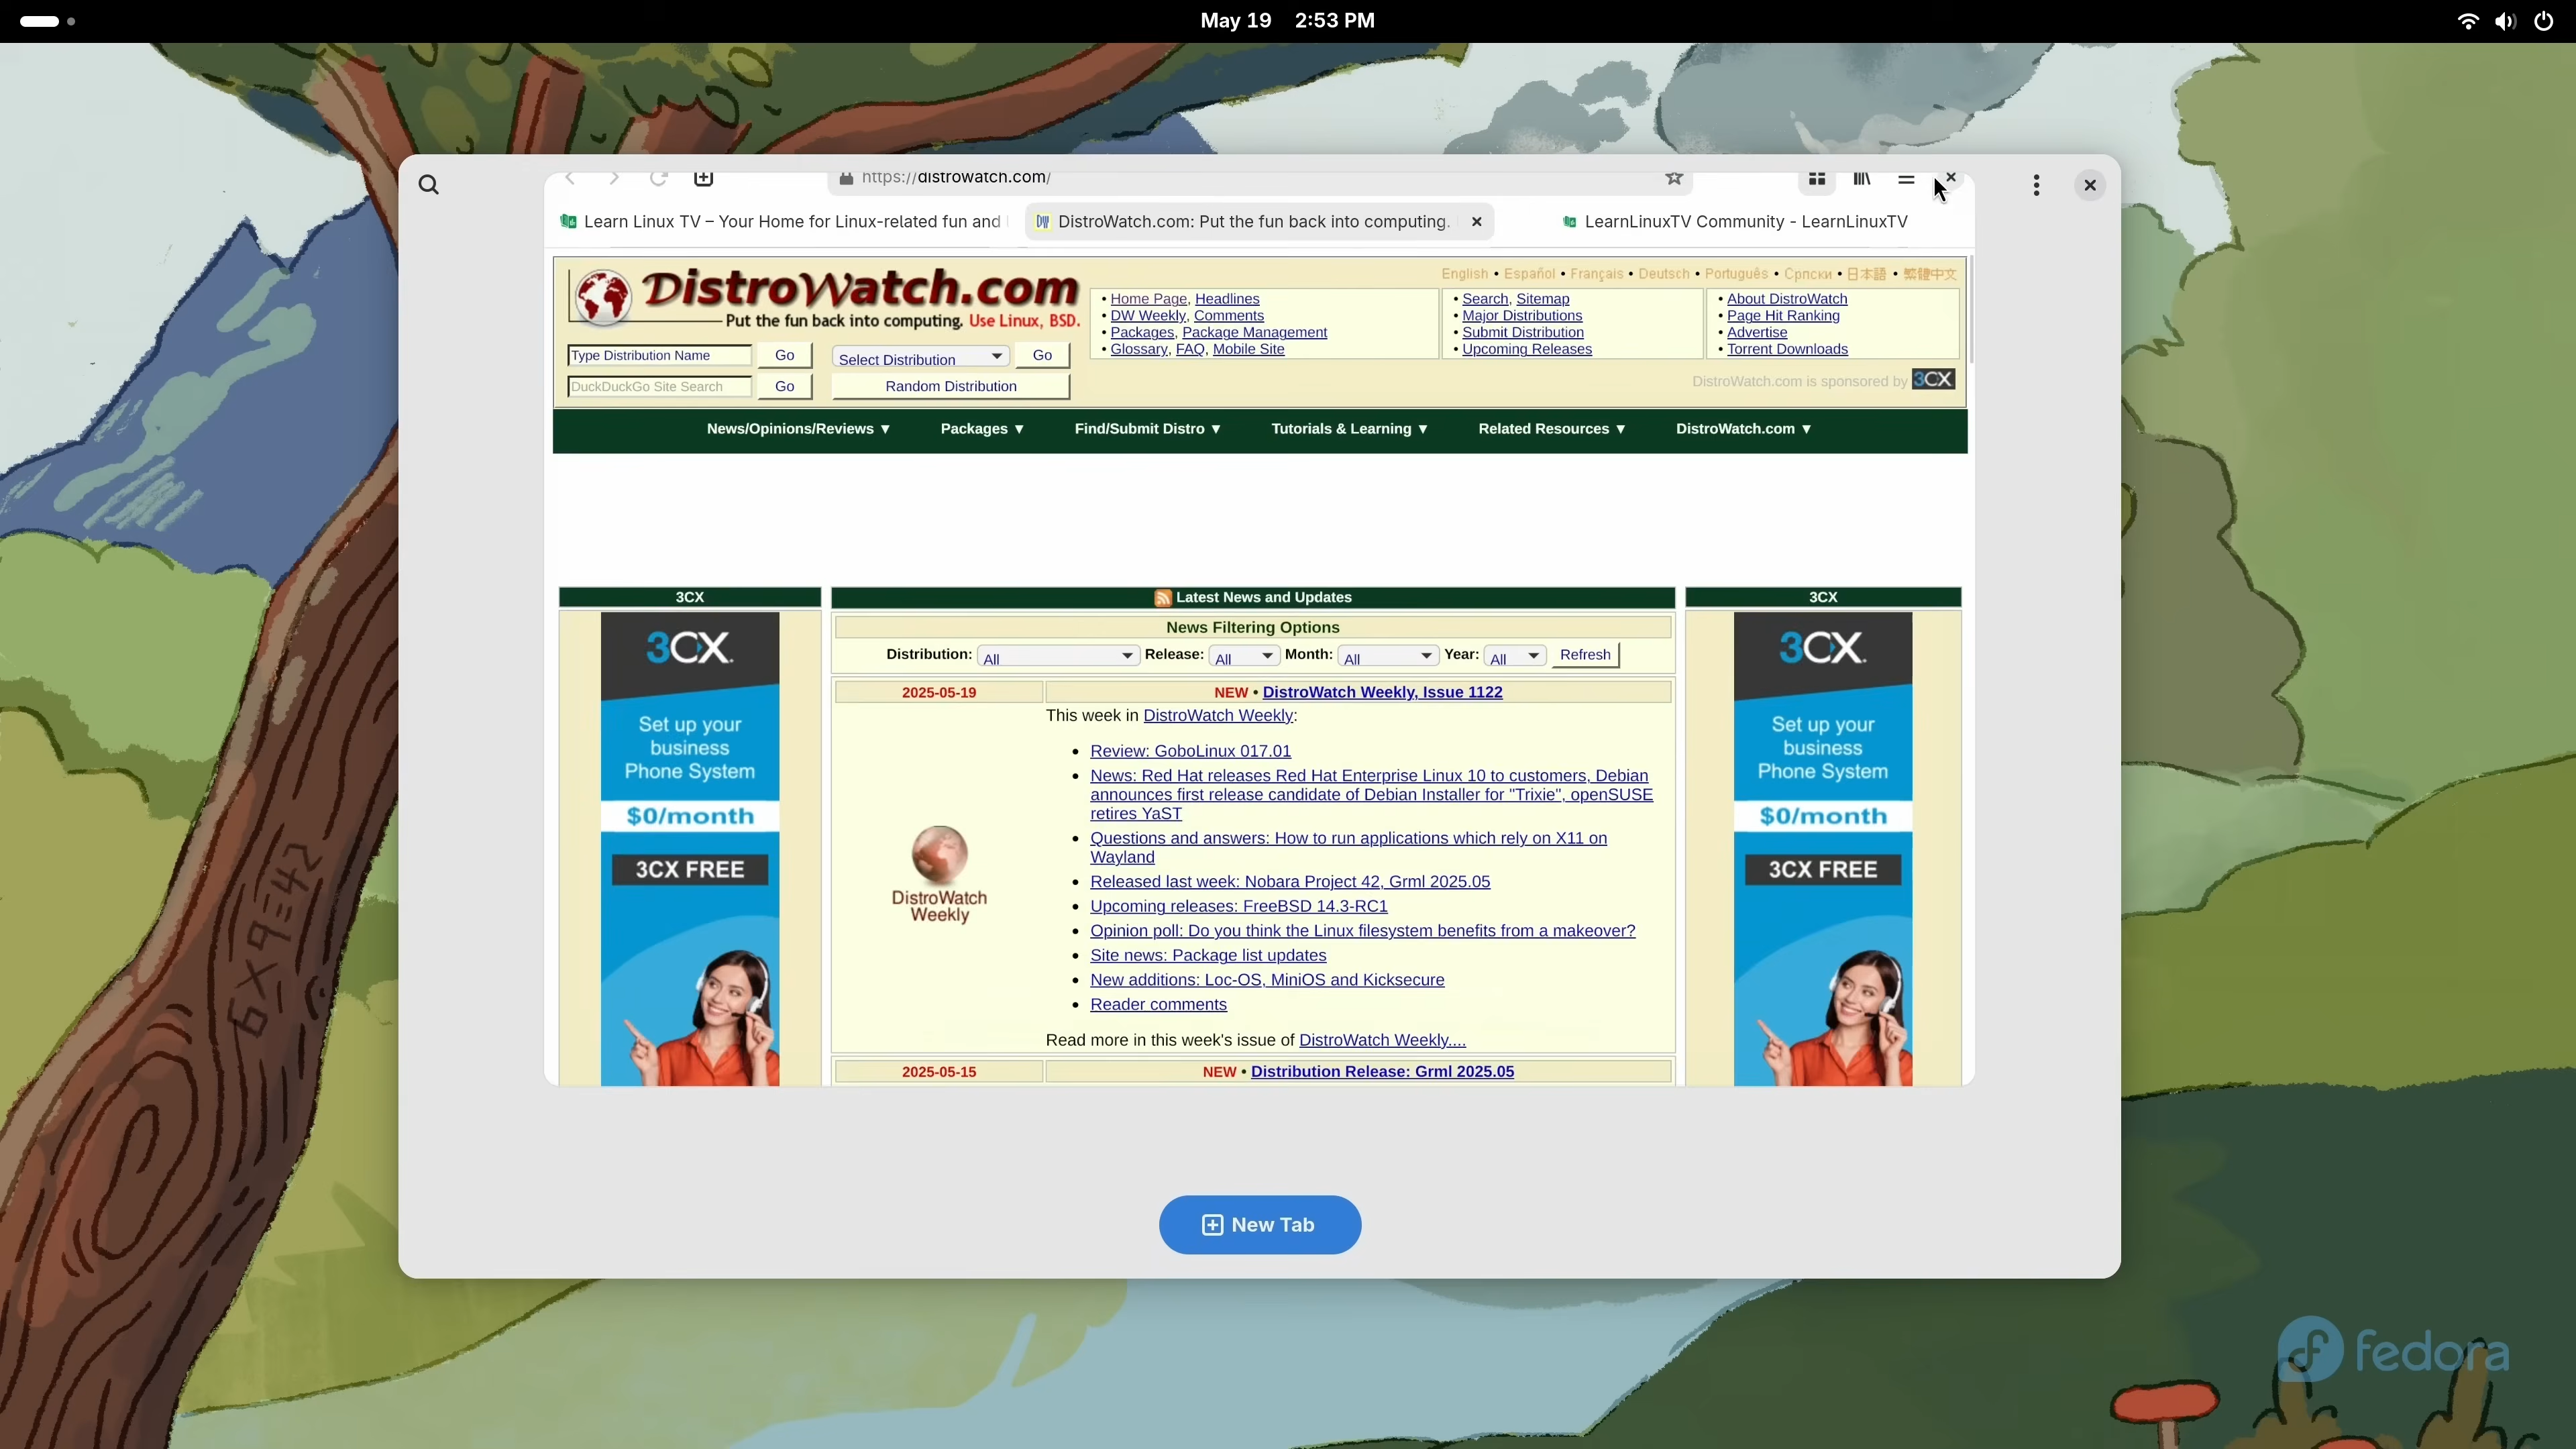 May 19 2:53 PM
https://distrowatch.com/
Learn Linux TV – Your Home for Linux-related fun and
DistroWatch.com: Put the fun back into computing.
LearnLinuxTV Community - LearnLinuxTV
DistroWatch.com
Put the fun back into computing. Use Linux, BSD.
English • Español • Français • Deutsch • Português • Српски • 日本語 • 繁體中文
• Home Page, Headlines
• DW Weekly, Comments
• Packages, Package Management
• Glossary, FAQ, Mobile Site
• Search, Sitemap
• Major Distributions
• Submit Distribution
• Upcoming Releases
• About DistroWatch
• Page Hit Ranking
• Advertise
• Torrent Downloads
Type Distribution Name Go Select Distribution Go
DuckDuckGo Site Search Go Random Distribution
DistroWatch.com is sponsored by 3CX
News/Opinions/Reviews ▼ Packages ▼ Find/Submit Distro ▼ Tutorials & Learning ▼ Related Resources ▼ DistroWatch.com ▼
3CX
3CX.
Set up your
business
Phone System
$0/month
3CX FREE
Latest News and Updates
News Filtering Options
Distribution: All Release: All Month: All Year: All Refresh
2025-05-19 NEW • DistroWatch Weekly, Issue 1122
This week in DistroWatch Weekly:
• Review: GoboLinux 017.01
• News: Red Hat releases Red Hat Enterprise Linux 10 to customers, Debian
announces first release candidate of Debian Installer for "Trixie", openSUSE
retires YaST
• Questions and answers: How to run applications which rely on X11 on
Wayland
• Released last week: Nobara Project 42, Grml 2025.05
• Upcoming releases: FreeBSD 14.3-RC1
• Opinion poll: Do you think the Linux filesystem benefits from a makeover?
• Site news: Package list updates
• New additions: Loc-OS, MiniOS and Kicksecure
• Reader comments
DistroWatch
Weekly
Read more in this week's issue of DistroWatch Weekly....
2025-05-15 NEW • Distribution Release: Grml 2025.05
3CX
3CX.
Set up your
business
Phone System
$0/month
3CX FREE
New Tab
6×9=42
fedora